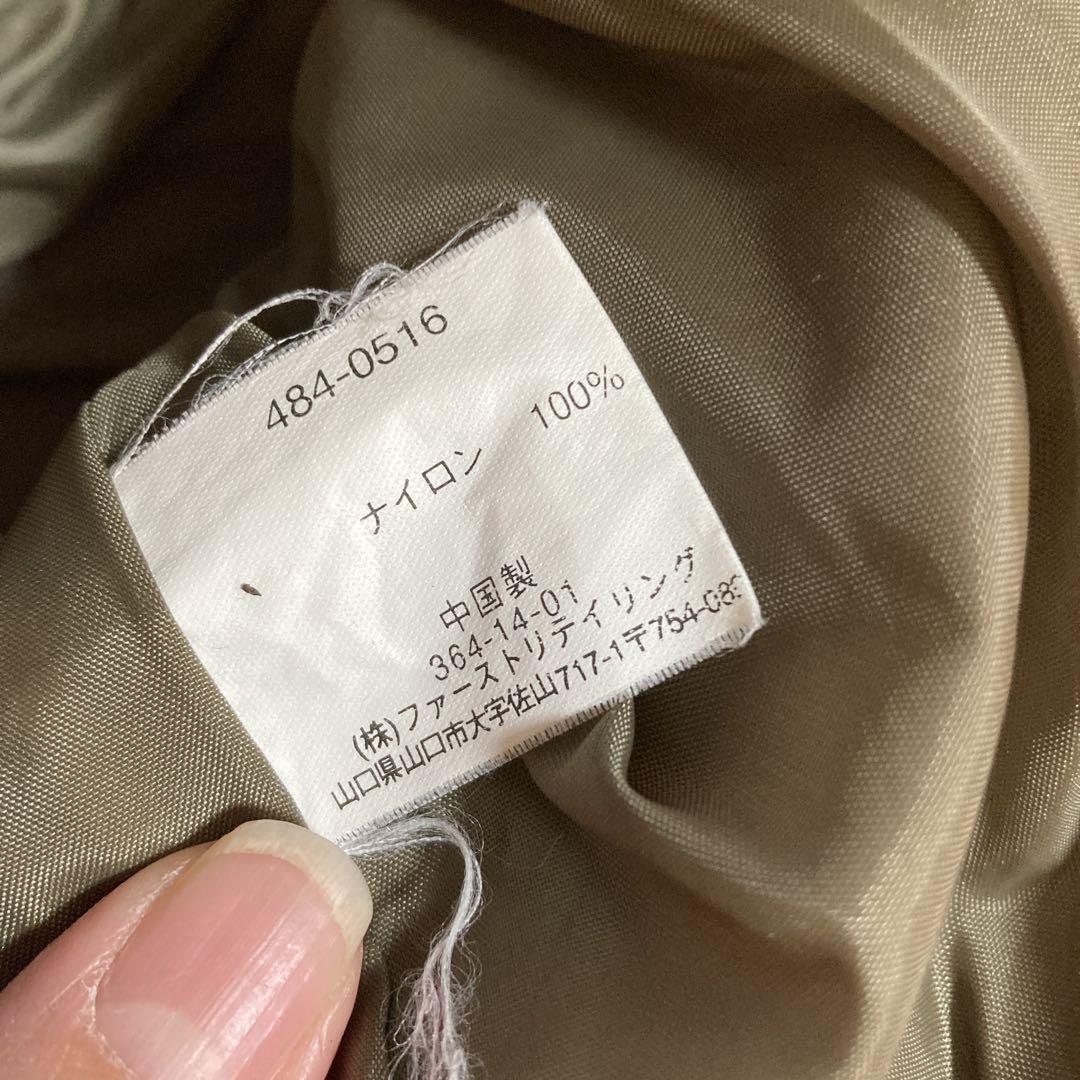 484-0516
ナイロン 100%
中国製
364-14-01
(株)ファーストリテイリング
山口県山口市大字佐山717-1〒754-08